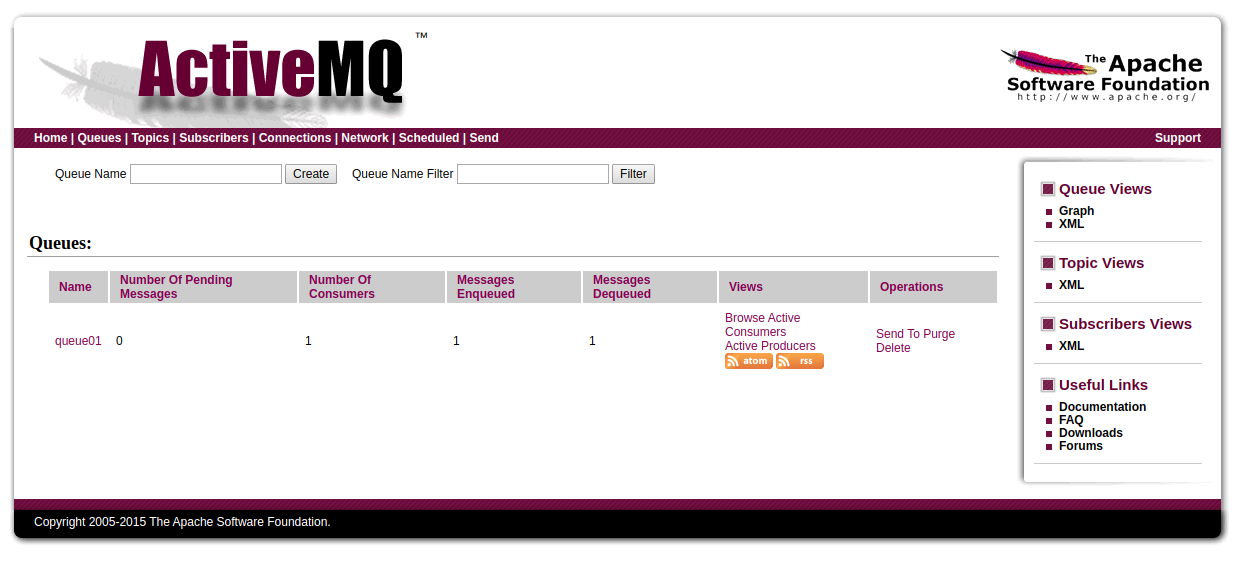 ActiveMQ™
The Apache
Software Foundation
http://www.apache.org/
Home | Queues | Topics | Subscribers | Connections | Network | Scheduled | Send
Support
Queue Name Create Queue Name Filter Filter
Queues:
Name
Number Of Pending
Messages
Number Of
Consumers
Messages
Enqueued
Messages
Dequeued
Views
Operations
queue01
0
1
1
1
Browse Active
Consumers
Active Producers
atom rss
Send To Purge
Delete
Queue Views
Graph
XML
Topic Views
XML
Subscribers Views
XML
Useful Links
Documentation
FAQ
Downloads
Forums
Copyright 2005-2015 The Apache Software Foundation.